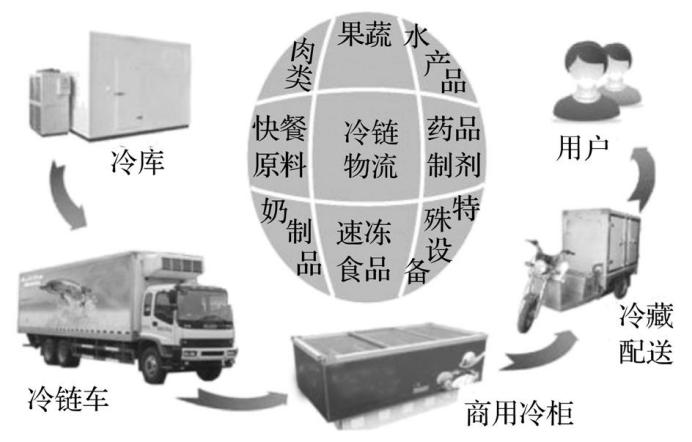 肉类
果蔬
水产品
快餐
原料
冷链
物流
药品
制剂
奶制品
速冻
食品
特殊设备
冷库
冷链车
商用冷柜
冷藏
配送
用户